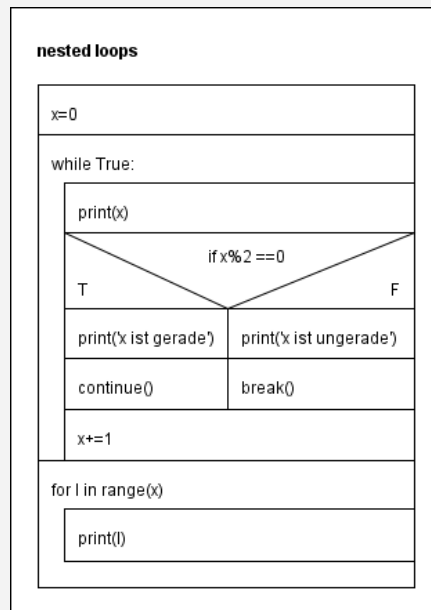 nested loops
x=0
while True:
print(x)
if x%2 ==0
T F
print('x ist gerade') print('x ist ungerade')
continue() break()
x+=1
for I in range(x)
print(I)